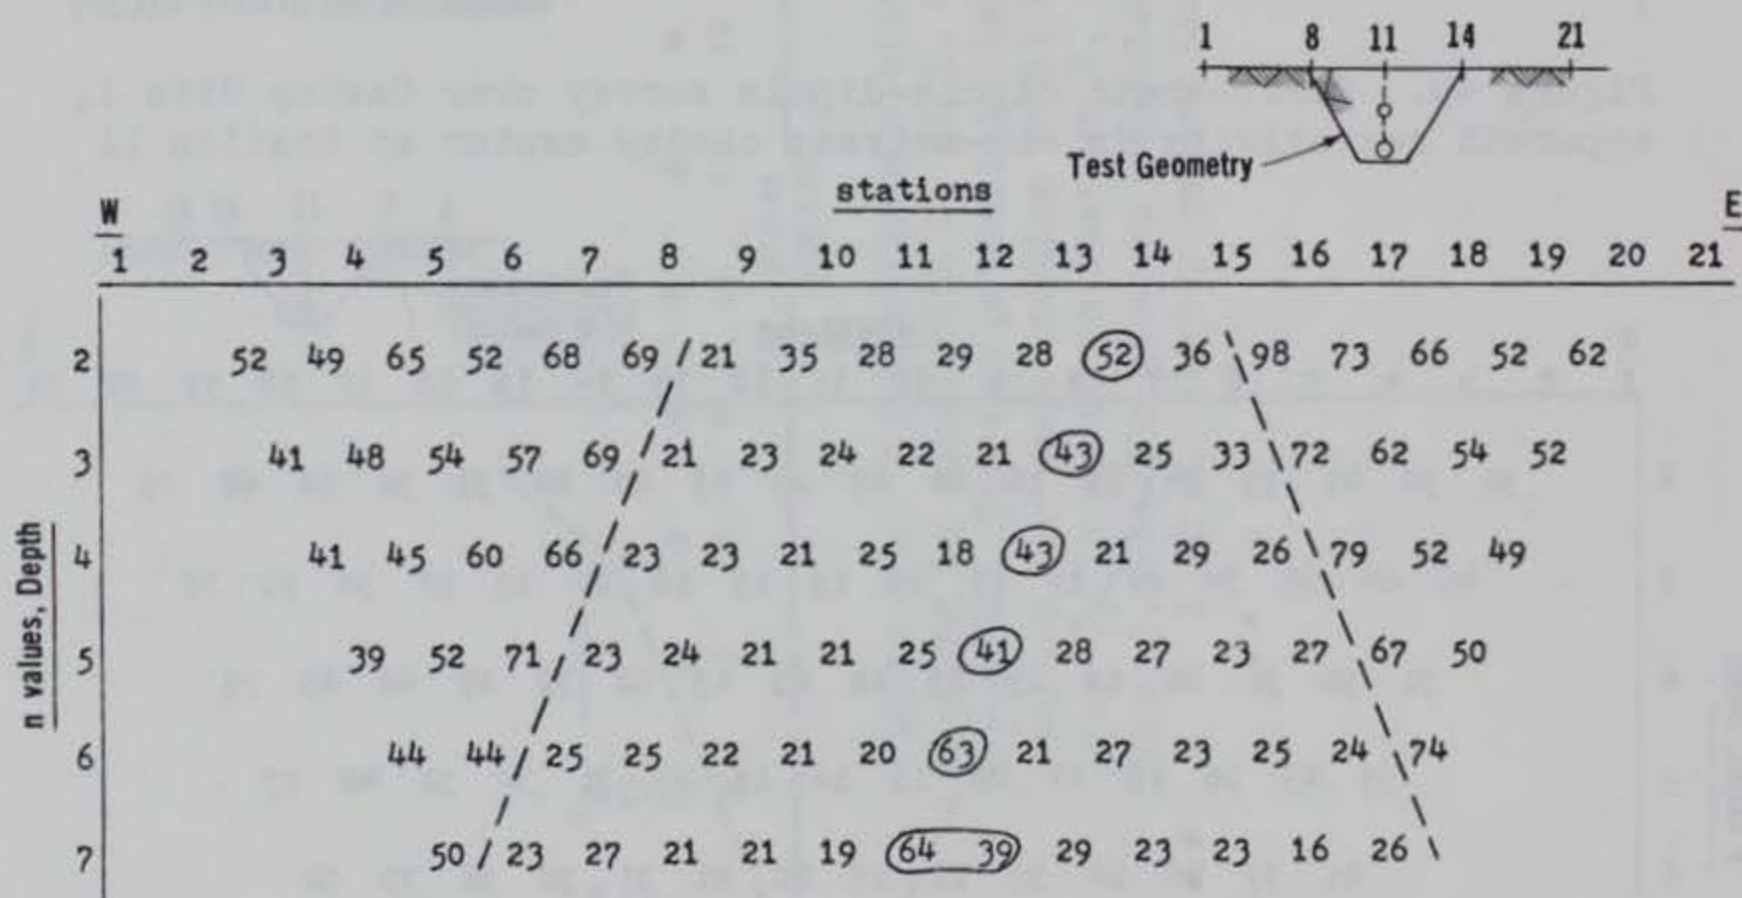 1 8 11 14 21
Test Geometry
stations
W E
1 2 3 4 5 6 7 8 9 10 11 12 13 14 15 16 17 18 19 20 21
n values, Depth
2 52 49 65 52 68 69 21 35 28 29 28 52 36 98 73 66 52 62
3 41 48 54 57 69 21 23 24 22 21 43 25 33 72 62 54 52
4 41 45 60 66 23 23 21 25 18 43 21 29 26 79 52 49
5 39 52 71 23 24 21 21 25 41 28 27 23 27 67 50
6 44 44 25 25 22 21 20 63 21 27 23 25 24 74
7 50 23 27 21 21 19 64 39 29 23 23 16 26